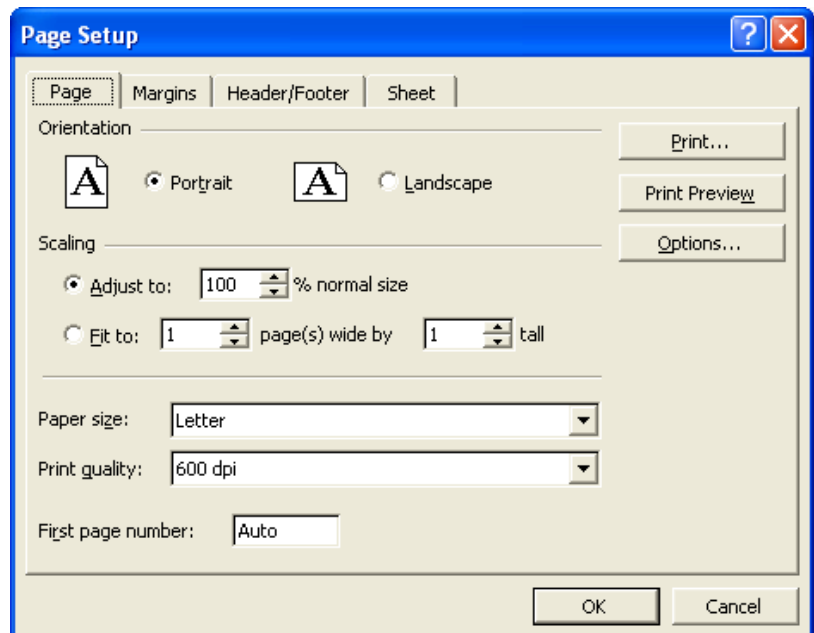 Page Setup
?
Page Margins Header/Footer Sheet
Orientation
Print...
A Portrait A Landscape
Print Preview
Scaling
Options...
Adjust to: 100 % normal size
Fit to: 1 page(s) wide by 1 tall
Paper size: Letter
Print quality: 600 dpi
First page number: Auto
OK Cancel